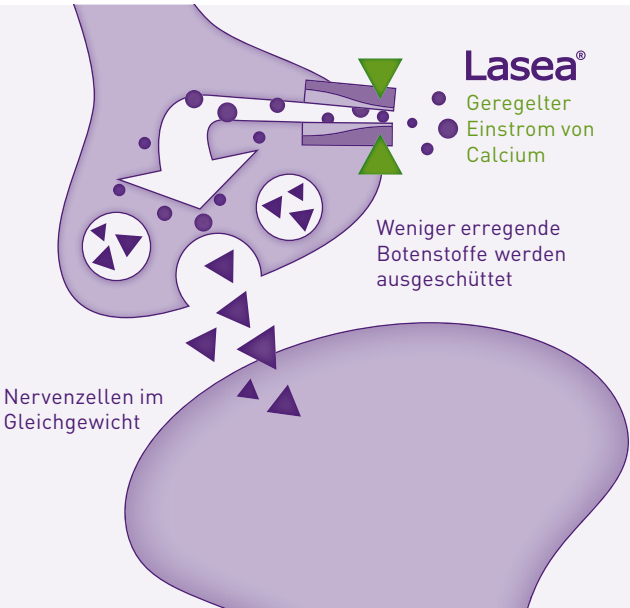 Lasea®
Geregelter
Einstrom von
Calcium
Weniger erregende
Botenstoffe werden
ausgeschüttet
Nervenzellen im
Gleichgewicht